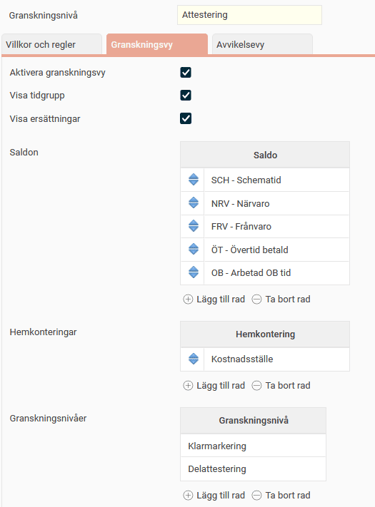 Granskningsnivå Attestering
Villkor och regler Granskningsvy Avvikelsevy
Aktivera granskningsvy
Visa tidgrupp
Visa ersättningar
Saldon Saldo
SCH - Schematid
NRV - Närvaro
FRV - Frånvaro
ÖT - Övertid betald
OB - Arbetad OB tid
Lägg till rad Ta bort rad
Hemkonteringar Hemkontering
Kostnadsställe
Lägg till rad Ta bort rad
Granskningsnivåer Granskningsnivå
Klarmarkering
Delattestering
Lägg till rad Ta bort rad